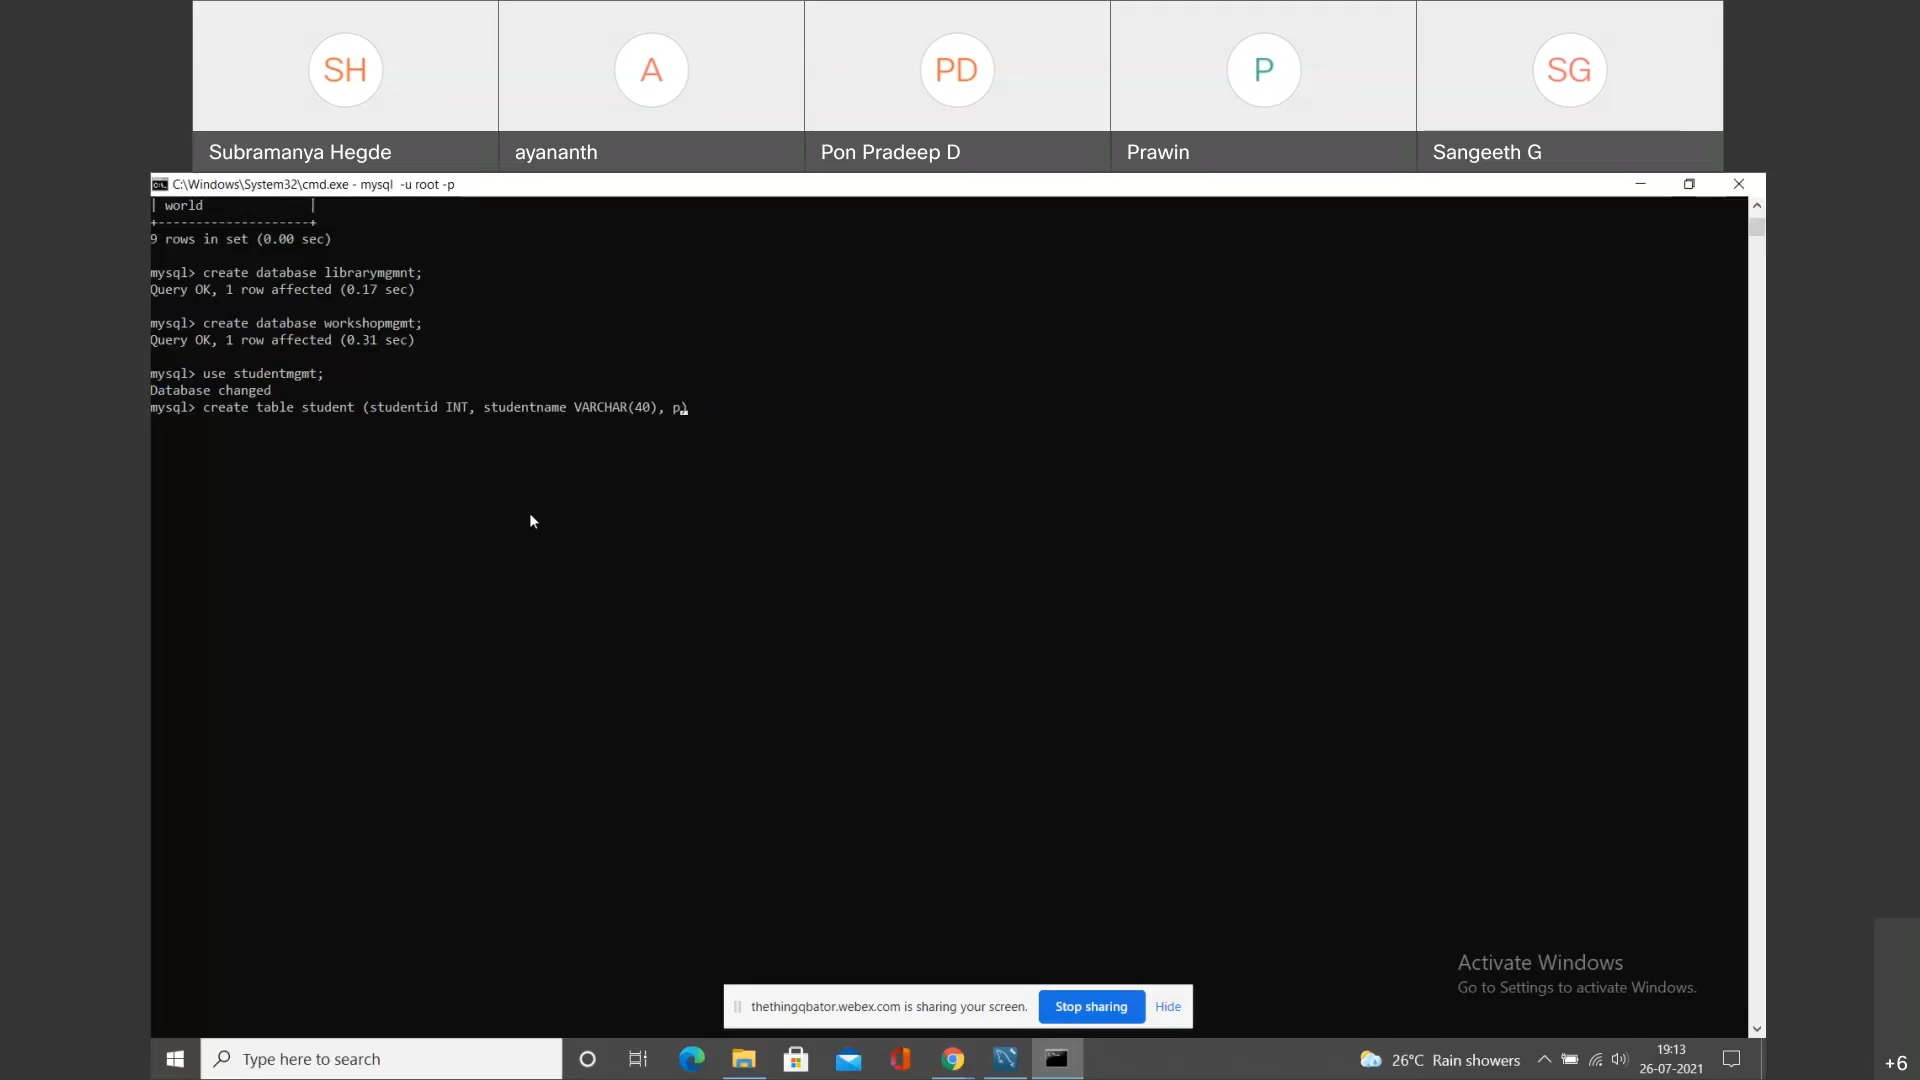 SH
A
PD
P
SG
Subramanya Hegde
ayananth
Pon Pradeep D
Prawin
Sangeeth G
C:\Windows\System32\cmd.exe - mysql  -u root -p
| world              |
+--------------------+
9 rows in set (0.00 sec)
mysql> create database librarymgmnt;
Query OK, 1 row affected (0.17 sec)
mysql> create database workshopmgmt;
Query OK, 1 row affected (0.31 sec)
mysql> use studentmgmt;
Database changed
mysql> create table student (studentid INT, studentname VARCHAR(40), p)
Activate Windows
Go to Settings to activate Windows.
thethingqbator.webex.com is sharing your screen.
Stop sharing
Hide
Type here to search
26°C Rain showers
19:13
26-07-2021
+6